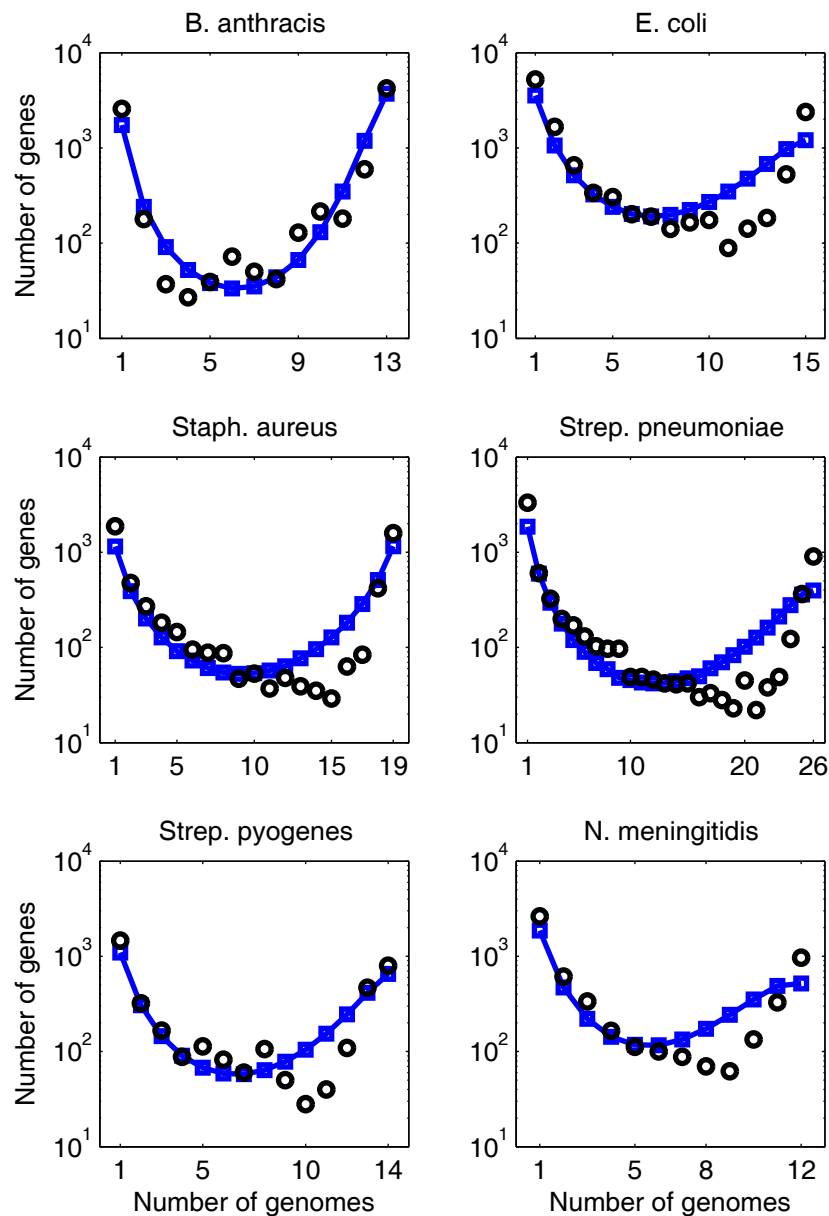 B. anthracis
Number of genes
10^4
10^3
10^2
10^1
1 5 9 13
E. coli
10^4
10^3
10^2
10^1
1 5 10 15
Staph. aureus
Number of genes
10^4
10^3
10^2
10^1
1 5 10 15 19
Strep. pneumoniae
10^4
10^3
10^2
10^1
1 10 20 26
Strep. pyogenes
Number of genes
10^4
10^3
10^2
10^1
1 5 10 14
Number of genomes
N. meningitidis
10^4
10^3
10^2
10^1
1 5 8 12
Number of genomes